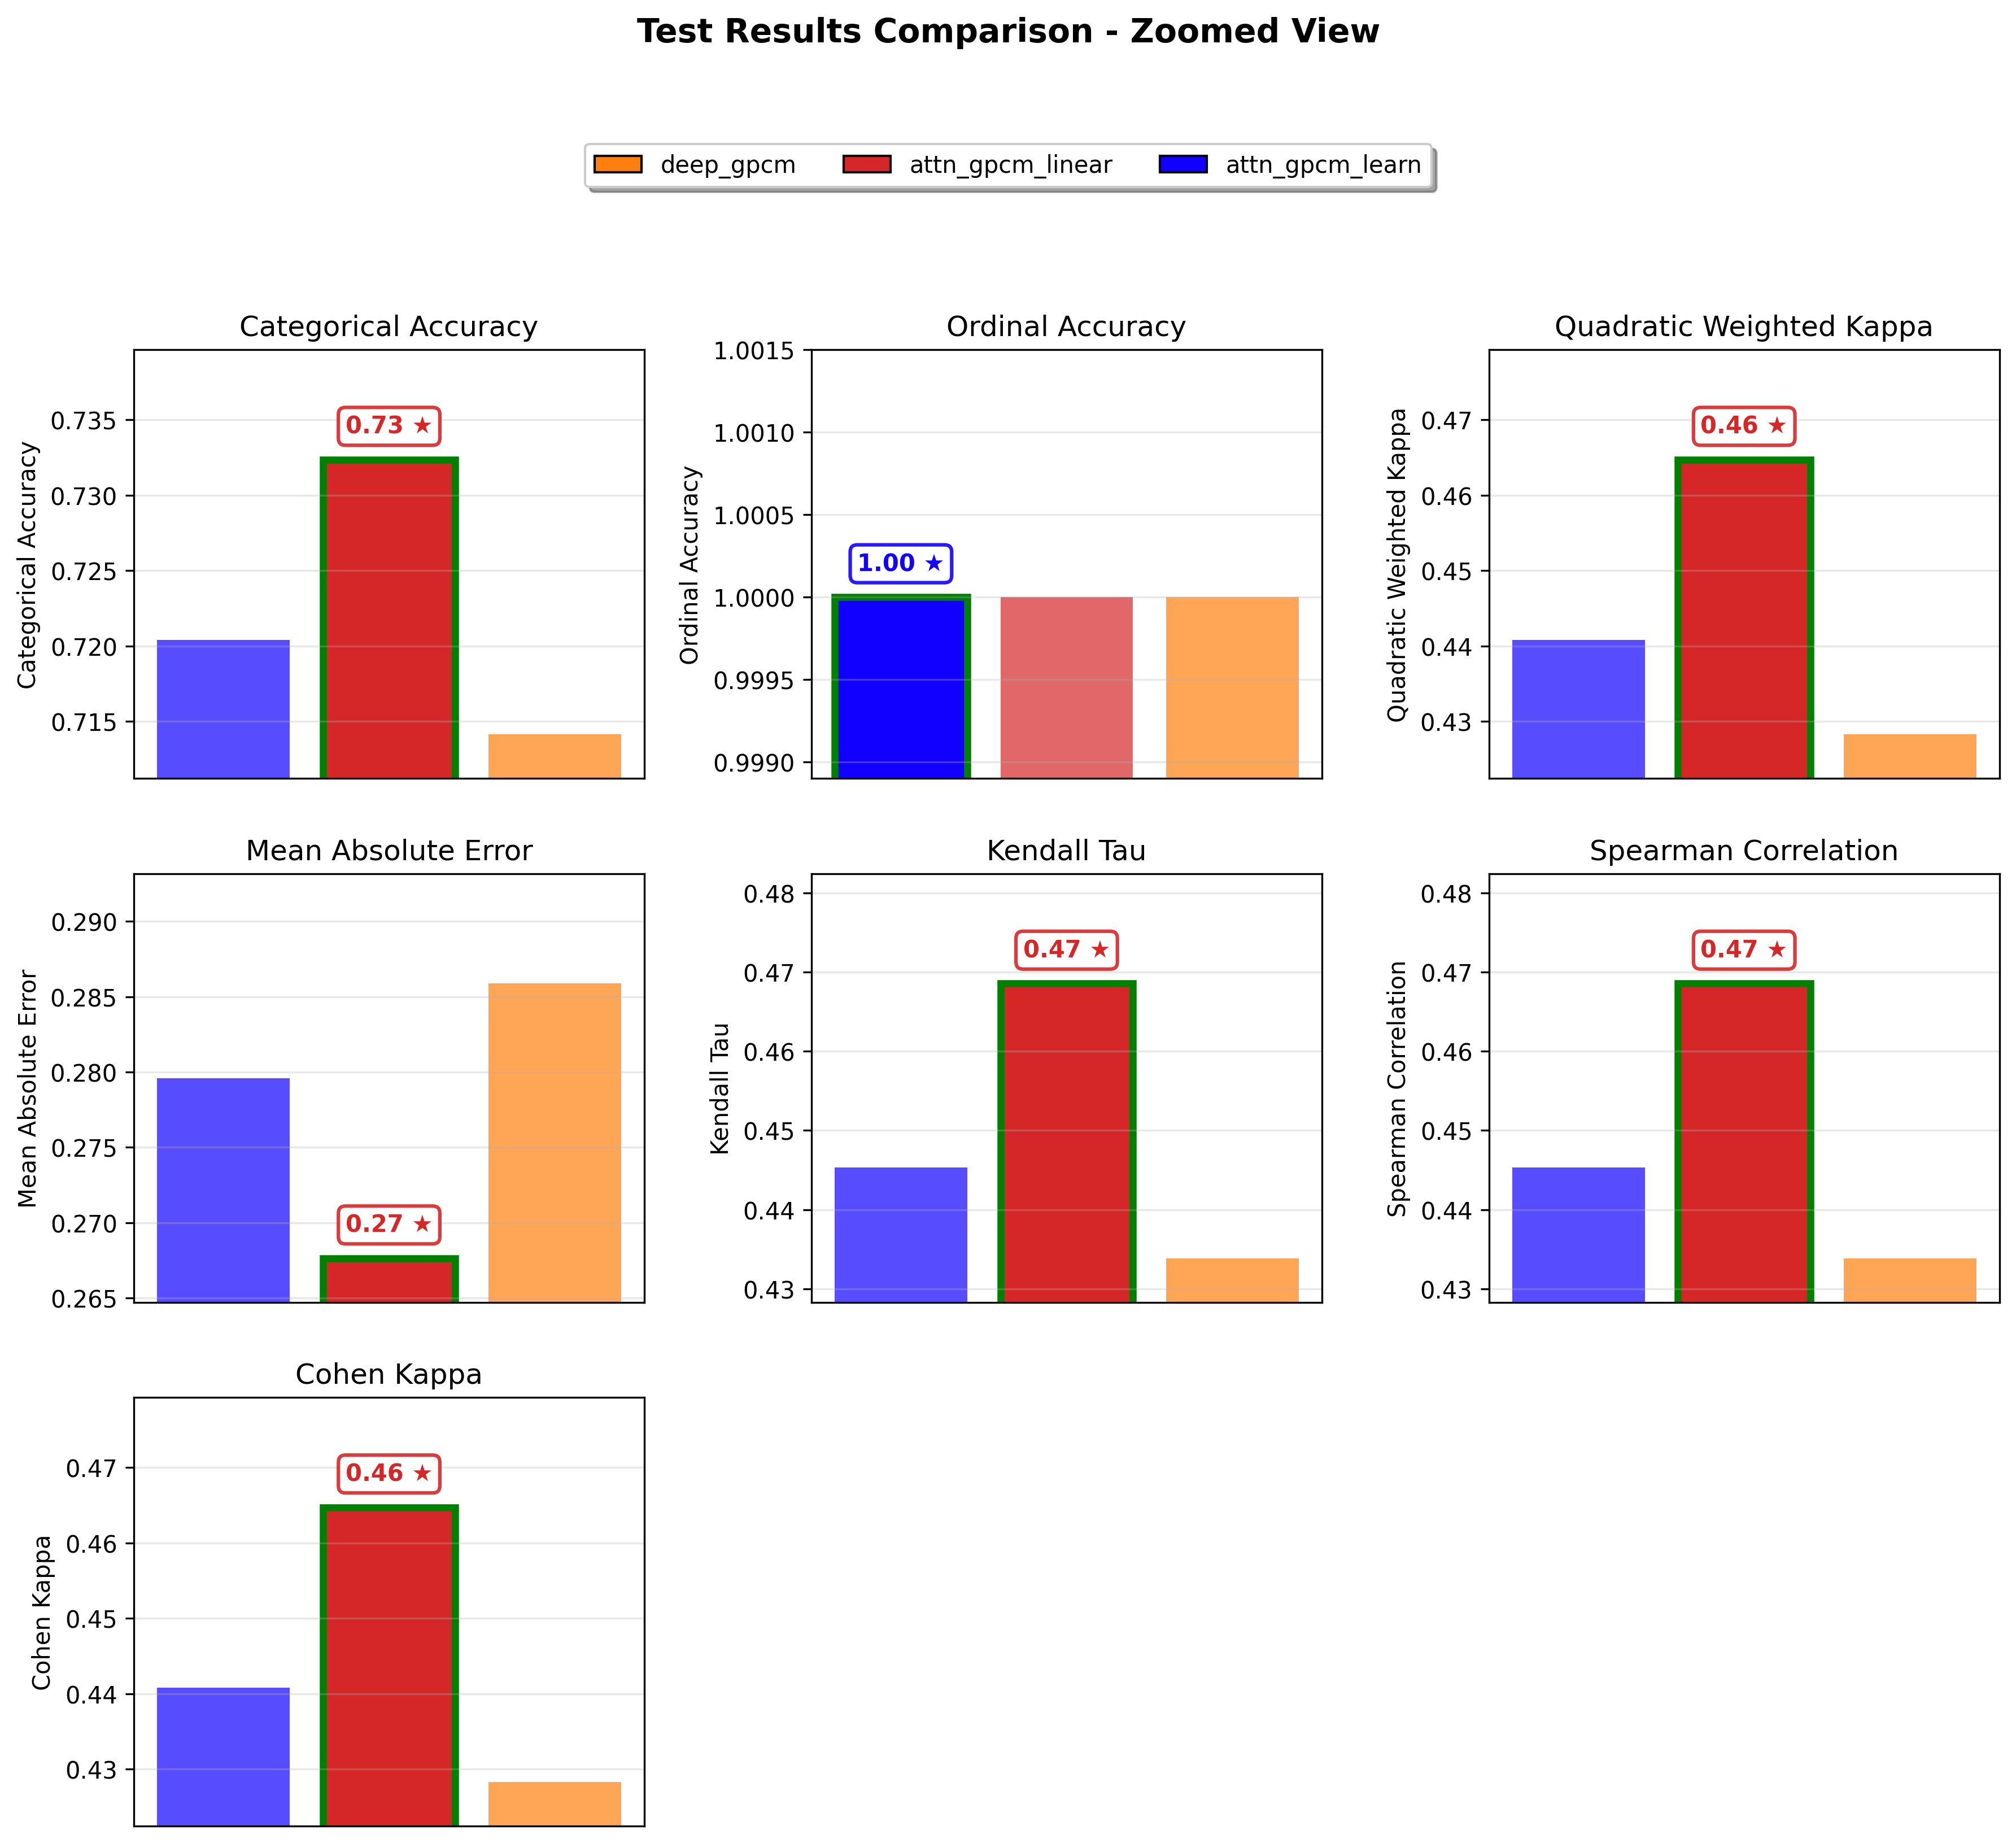 Test Results Comparison - Zoomed View
deep_gpcm attn_gpcm_linear attn_gpcm_learn
Categorical Accuracy
Categorical Accuracy
0.735
0.730
0.725
0.720
0.715
0.73 ★
Ordinal Accuracy
Ordinal Accuracy
1.0015
1.0010
1.0005
1.0000
0.9995
0.9990
1.00 ★
Quadratic Weighted Kappa
Quadratic Weighted Kappa
0.47
0.46
0.45
0.44
0.43
0.46 ★
Mean Absolute Error
Mean Absolute Error
0.290
0.285
0.280
0.275
0.270
0.265
0.27 ★
Kendall Tau
Kendall Tau
0.48
0.47
0.46
0.45
0.44
0.43
0.47 ★
Spearman Correlation
Spearman Correlation
0.48
0.47
0.46
0.45
0.44
0.43
0.47 ★
Cohen Kappa
Cohen Kappa
0.47
0.46
0.45
0.44
0.43
0.46 ★